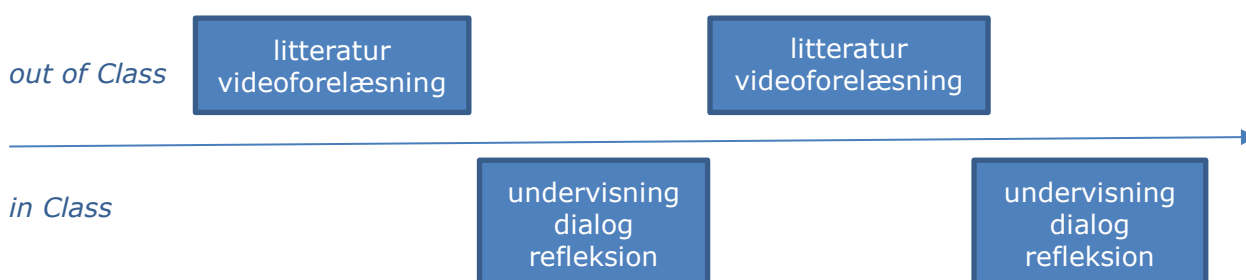 out of Class
litteratur
videoforelæsning
litteratur
videoforelæsning
in Class
undervisning
dialog
refleksion
undervisning
dialog
refleksion